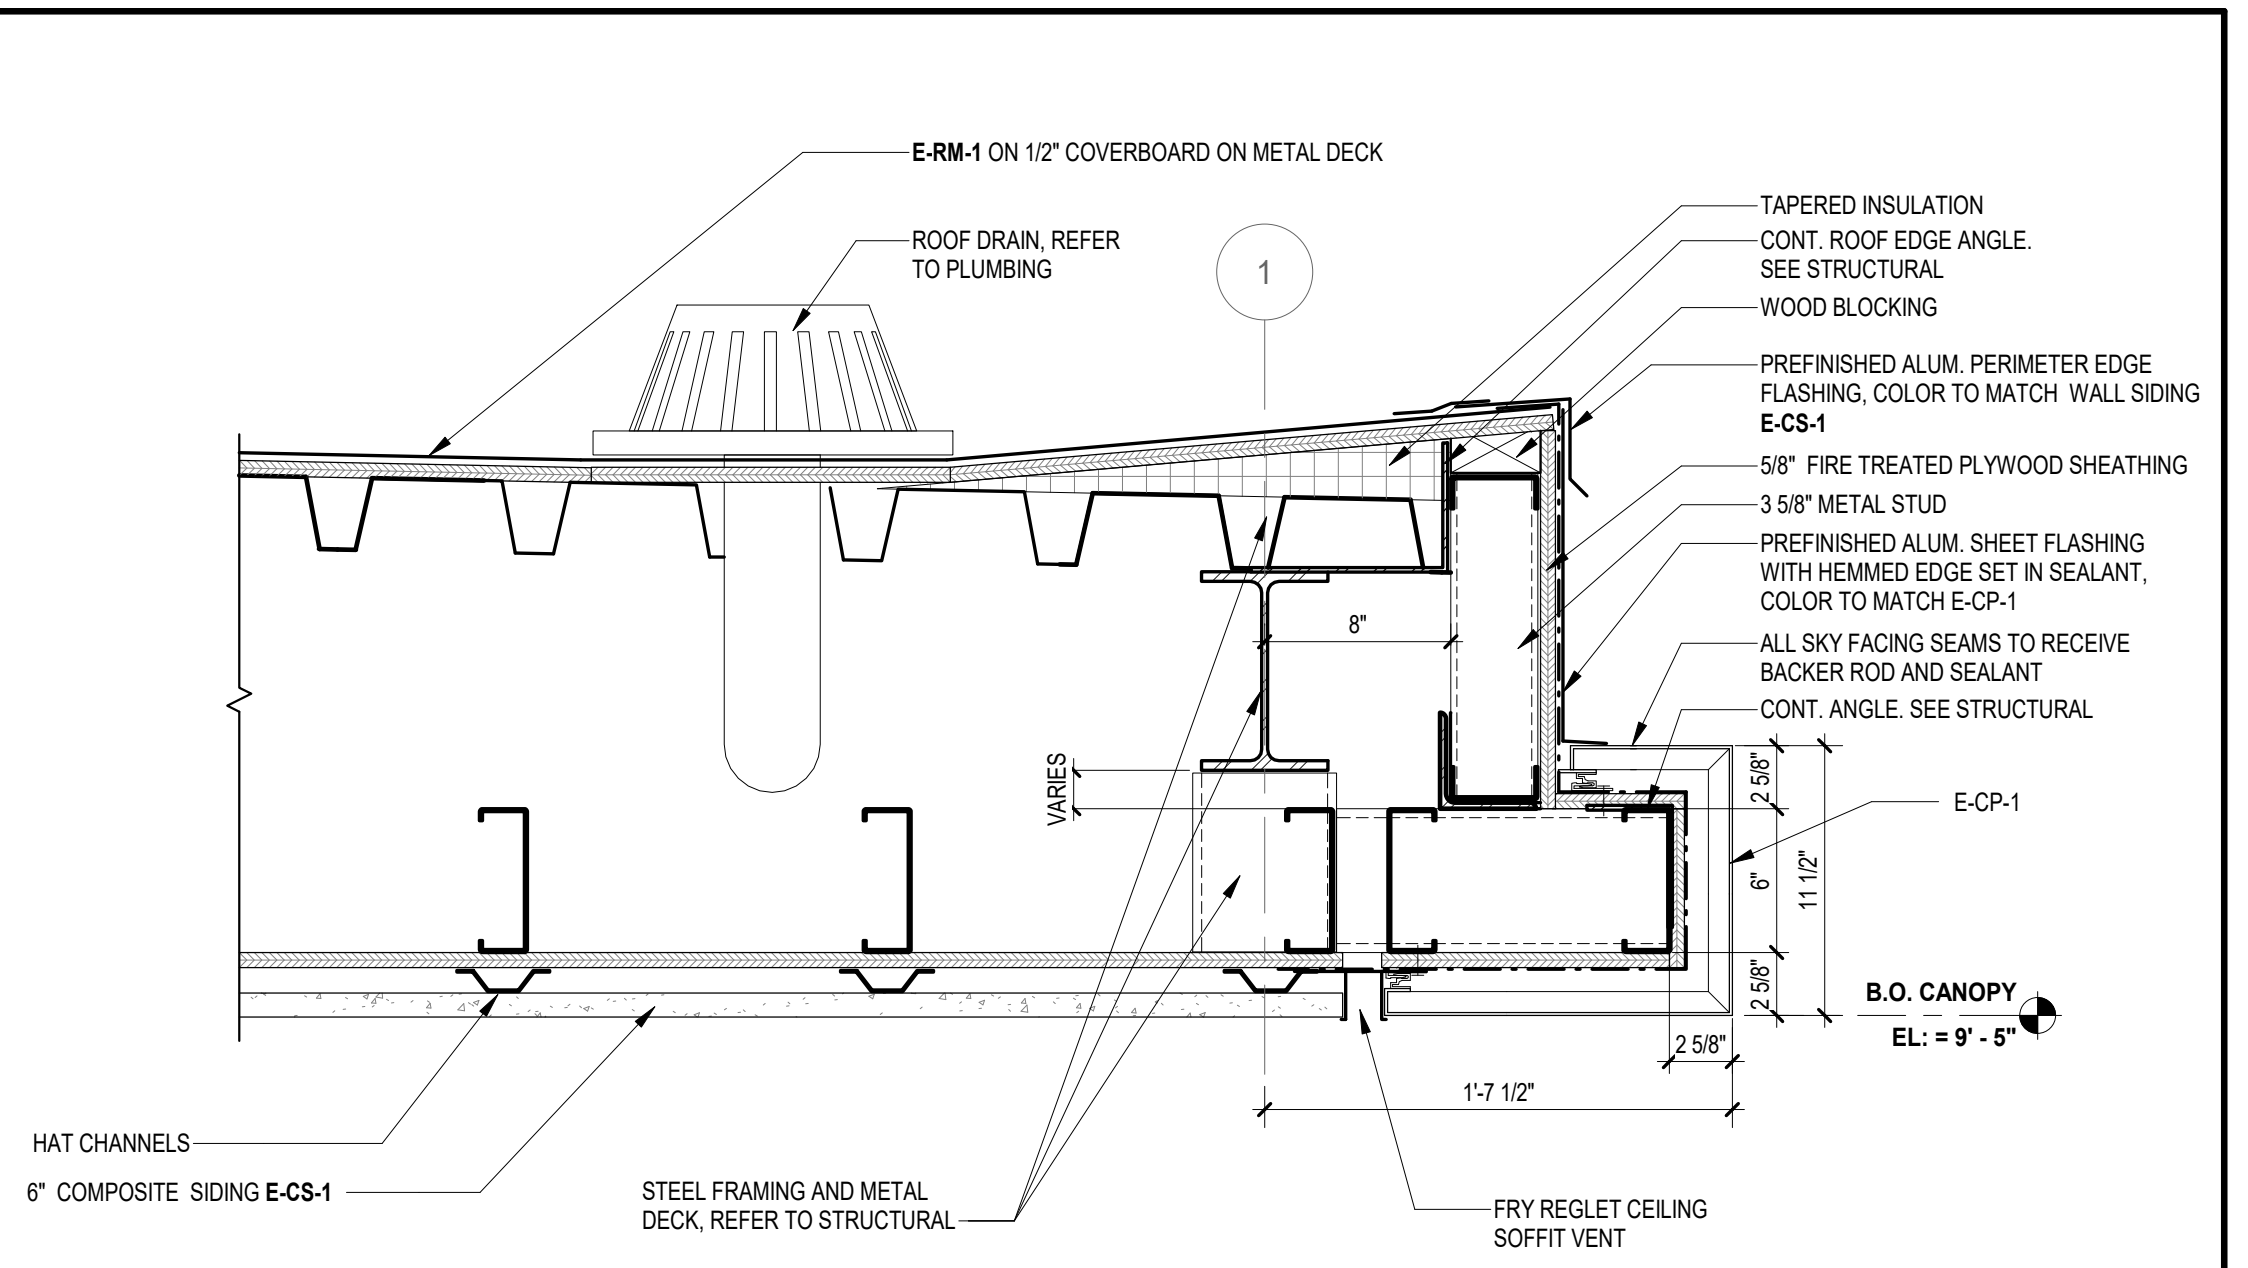 E-RM-1 ON 1/2" COVERBOARD ON METAL DECK
ROOF DRAIN, REFER
TO PLUMBING
1
TAPERED INSULATION
CONT. ROOF EDGE ANGLE.
SEE STRUCTURAL
WOOD BLOCKING
PREFINISHED ALUM. PERIMETER EDGE
FLASHING, COLOR TO MATCH WALL SIDING
E-CS-1
5/8" FIRE TREATED PLYWOOD SHEATHING
3 5/8" METAL STUD
PREFINISHED ALUM. SHEET FLASHING
WITH HEMMED EDGE SET IN SEALANT,
COLOR TO MATCH E-CP-1
ALL SKY FACING SEAMS TO RECEIVE
BACKER ROD AND SEALANT
CONT. ANGLE. SEE STRUCTURAL
8"
VARIES
2 5/8"
6"
2 5/8"
11 1/2"
E-CP-1
B.O. CANOPY
EL: = 9' - 5"
2 5/8"
1'-7 1/2"
HAT CHANNELS
6" COMPOSITE SIDING E-CS-1
STEEL FRAMING AND METAL
DECK, REFER TO STRUCTURAL
FRY REGLET CEILING
SOFFIT VENT